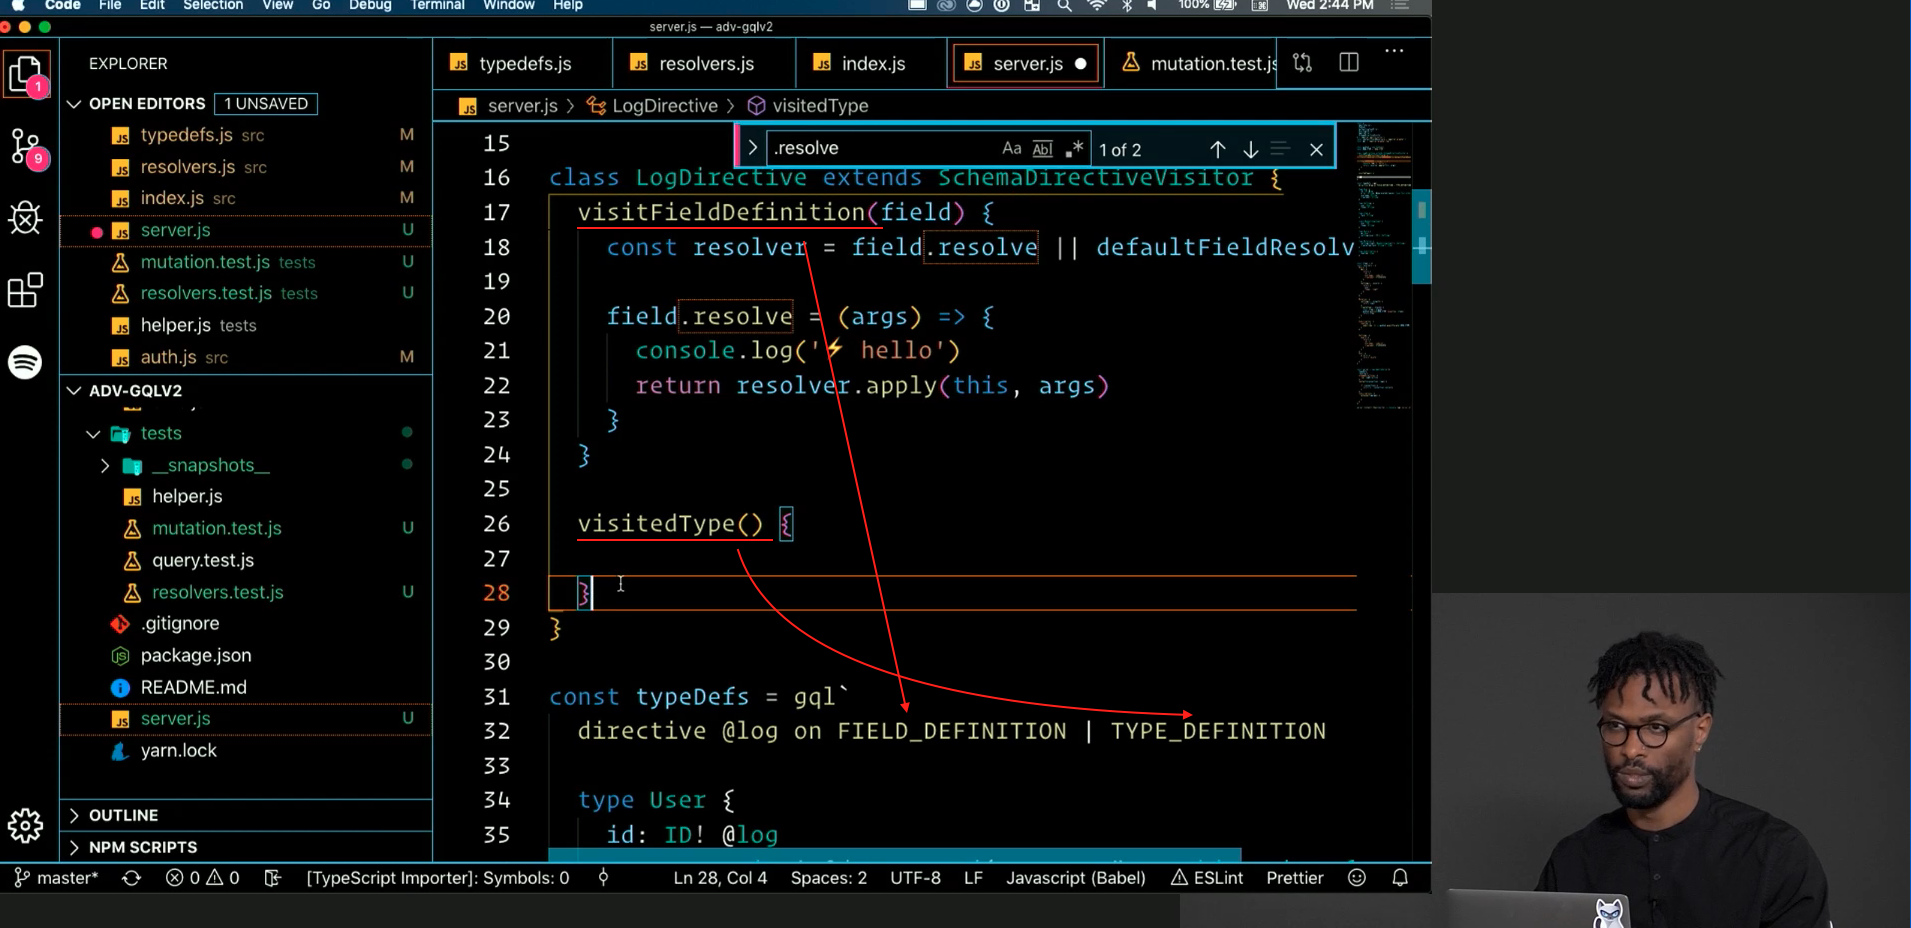 Code File Edit Selection View Go Debug Terminal Window Help 100% Wed 2:44 PM
server.js — adv-gqlv2
EXPLORER
OPEN EDITORS 1 UNSAVED
typedefs.js src M
resolvers.js src M
index.js src M
server.js U
mutation.test.js tests U
resolvers.test.js tests U
helper.js tests
auth.js src M
ADV-GQLV2
tests
__snapshots__
helper.js
mutation.test.js U
query.test.js
resolvers.test.js U
.gitignore
package.json
README.md
server.js U
yarn.lock
OUTLINE
NPM SCRIPTS
1
9
typedefs.js resolvers.js index.js server.js mutation.test.js
server.js > LogDirective > visitedType
.resolve Aa Abl .* 1 of 2
15
16 class LogDirective extends SchemaDirectiveVisitor {
17 visitFieldDefinition(field) {
18 const resolver = field.resolve || defaultFieldResolv
19
20 field.resolve = (args) => {
21 console.log('⚡ hello')
22 return resolver.apply(this, args)
23 }
24 }
25
26 visitedType() {
27
28 }
29 }
30
31 const typeDefs = gql`
32 directive @log on FIELD_DEFINITION | TYPE_DEFINITION
33
34 type User {
35 id: ID! @log
master* 0 0 [TypeScript Importer]: Symbols: 0 Ln 28, Col 4 Spaces: 2 UTF-8 LF Javascript (Babel) ESLint Prettier